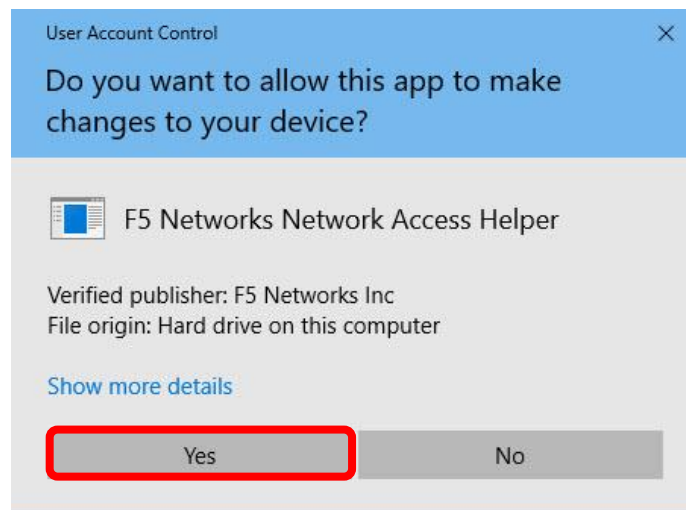 User Account Control
Do you want to allow this app to make
changes to your device?
F5 Networks Network Access Helper
Verified publisher: F5 Networks Inc
File origin: Hard drive on this computer
Show more details
Yes No